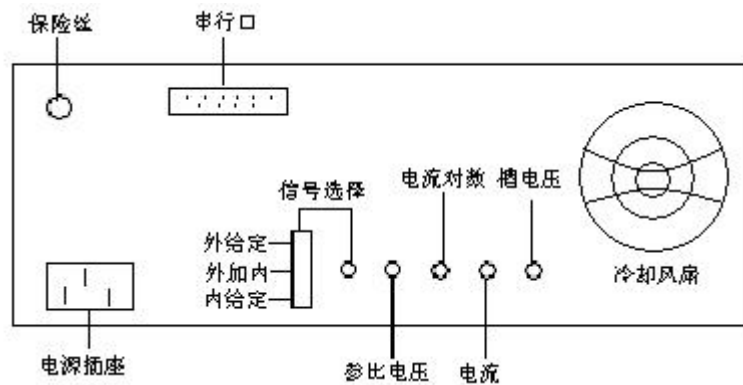 保险丝
串行口
信号选择
电流对数
槽电压
外给定
外加内
内给定
冷却风扇
电源插座
参比电压
电流